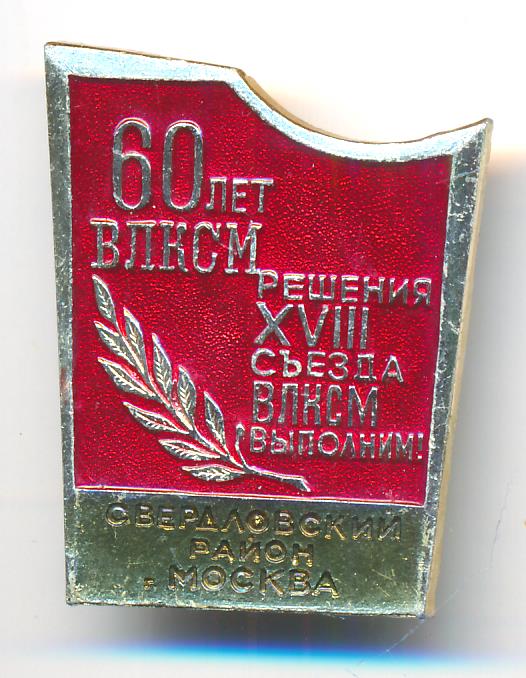 60 ЛЕТ
ВЛКСМ
РЕШЕНИЯ
XVIII
СЪЕЗДА
ВЛКСМ
ВЫПОЛНИМ!
СВЕРДЛОВСКИЙ
РАЙОН
г. МОСКВА